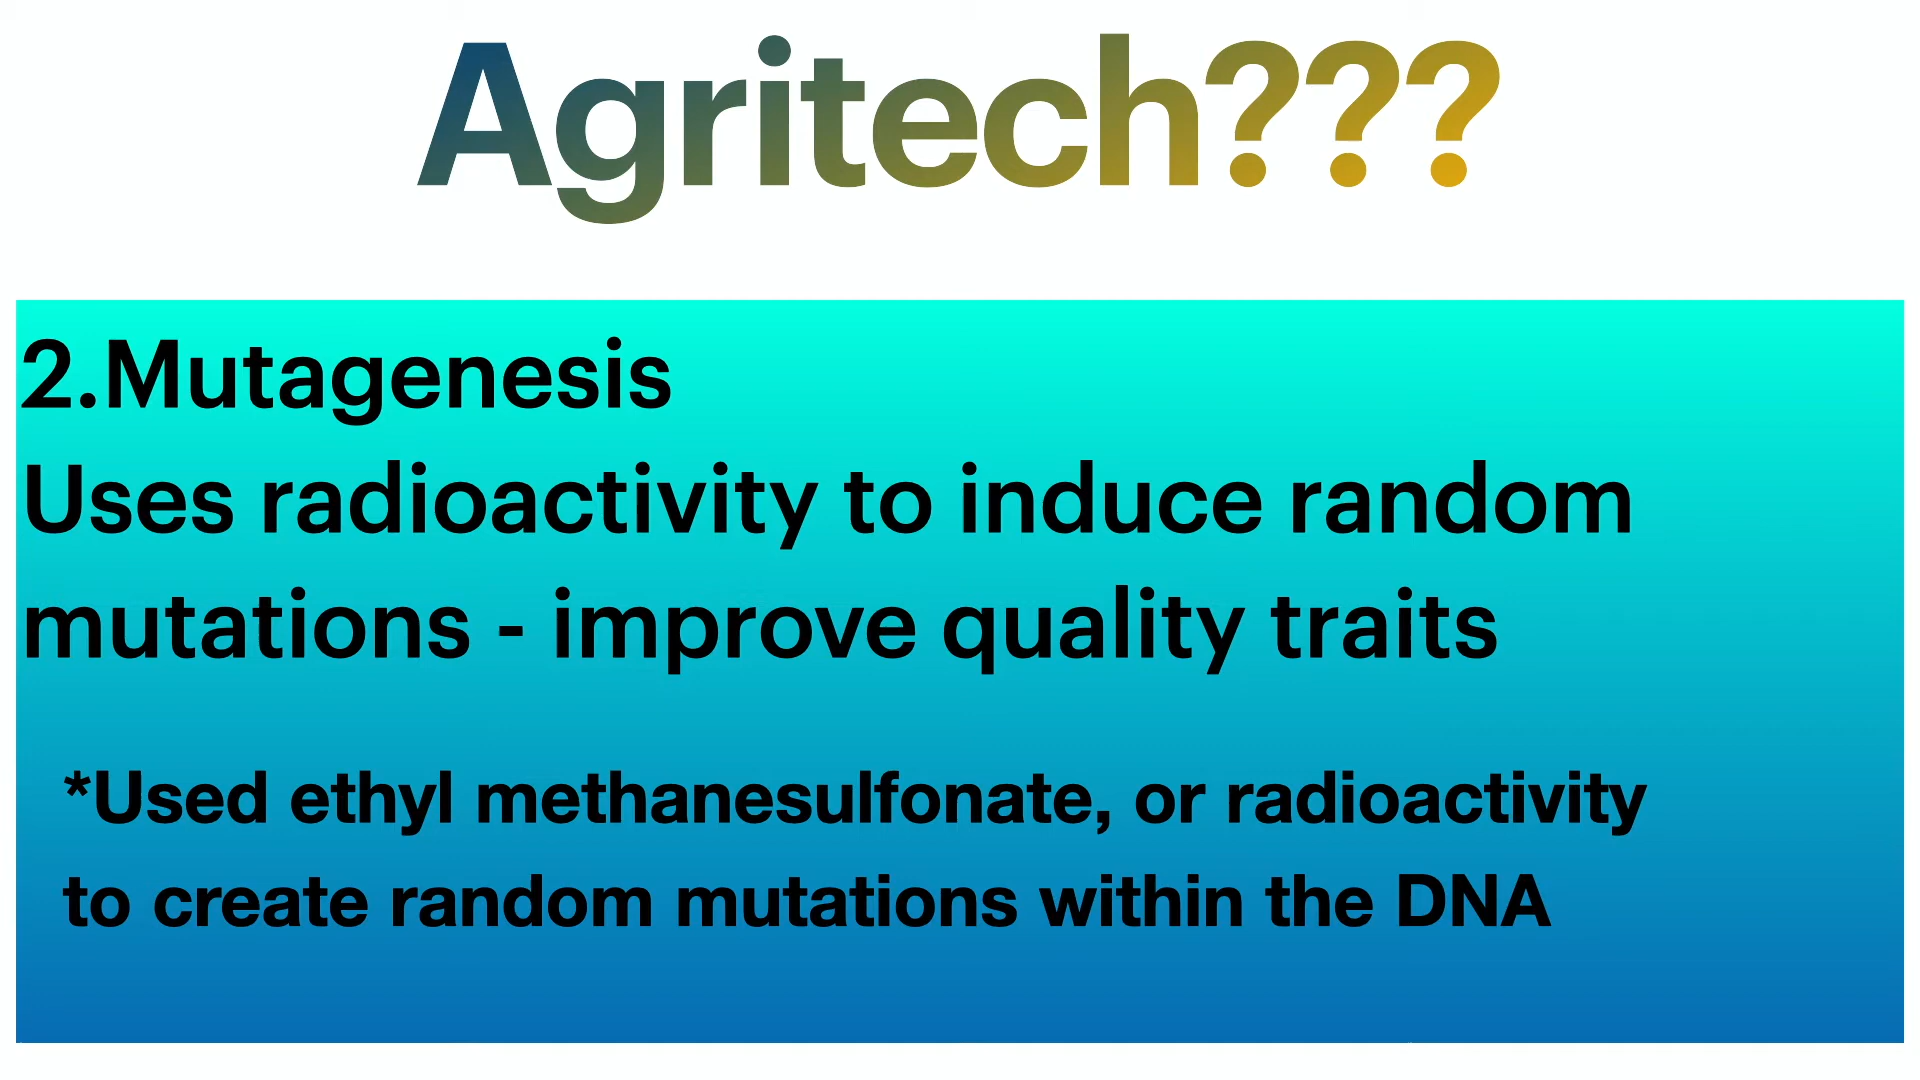 Agritech???
2.Mutagenesis
Uses radioactivity to induce random
mutations - improve quality traits
*Used ethyl methanesulfonate, or radioactivity
to create random mutations within the DNA